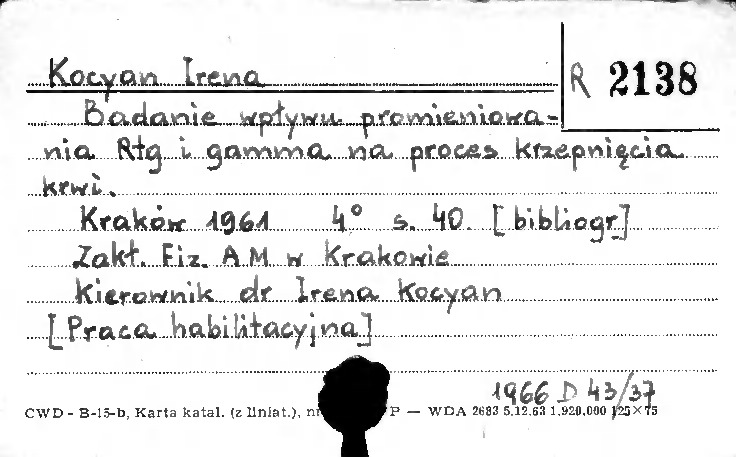 Kocyan Irena
R 2138
Badanie wpływu promieniowa-
nia Rtg i gamma na proces krzepnięcia
krwi.
Kraków 1961 4° s. 40. [bibliogr]
Zakł. Fiz. A M w Krakowie
Kierownik dr Irena Kocyan
[Praca habilitacyjna]
1966 D 43/37
CWD - B-15-b, Karta katal. (z liniat.), P — WDA 2683 5.12.63 1.920.000 125×75